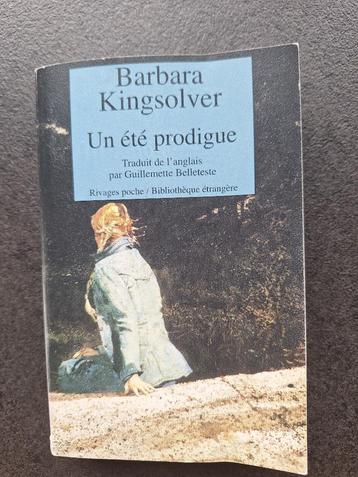 Barbara
Kingsolver
Un été prodigue
Traduit de l'anglais
par Guillemette Belleteste
Rivages poche / Bibliothèque étrangère